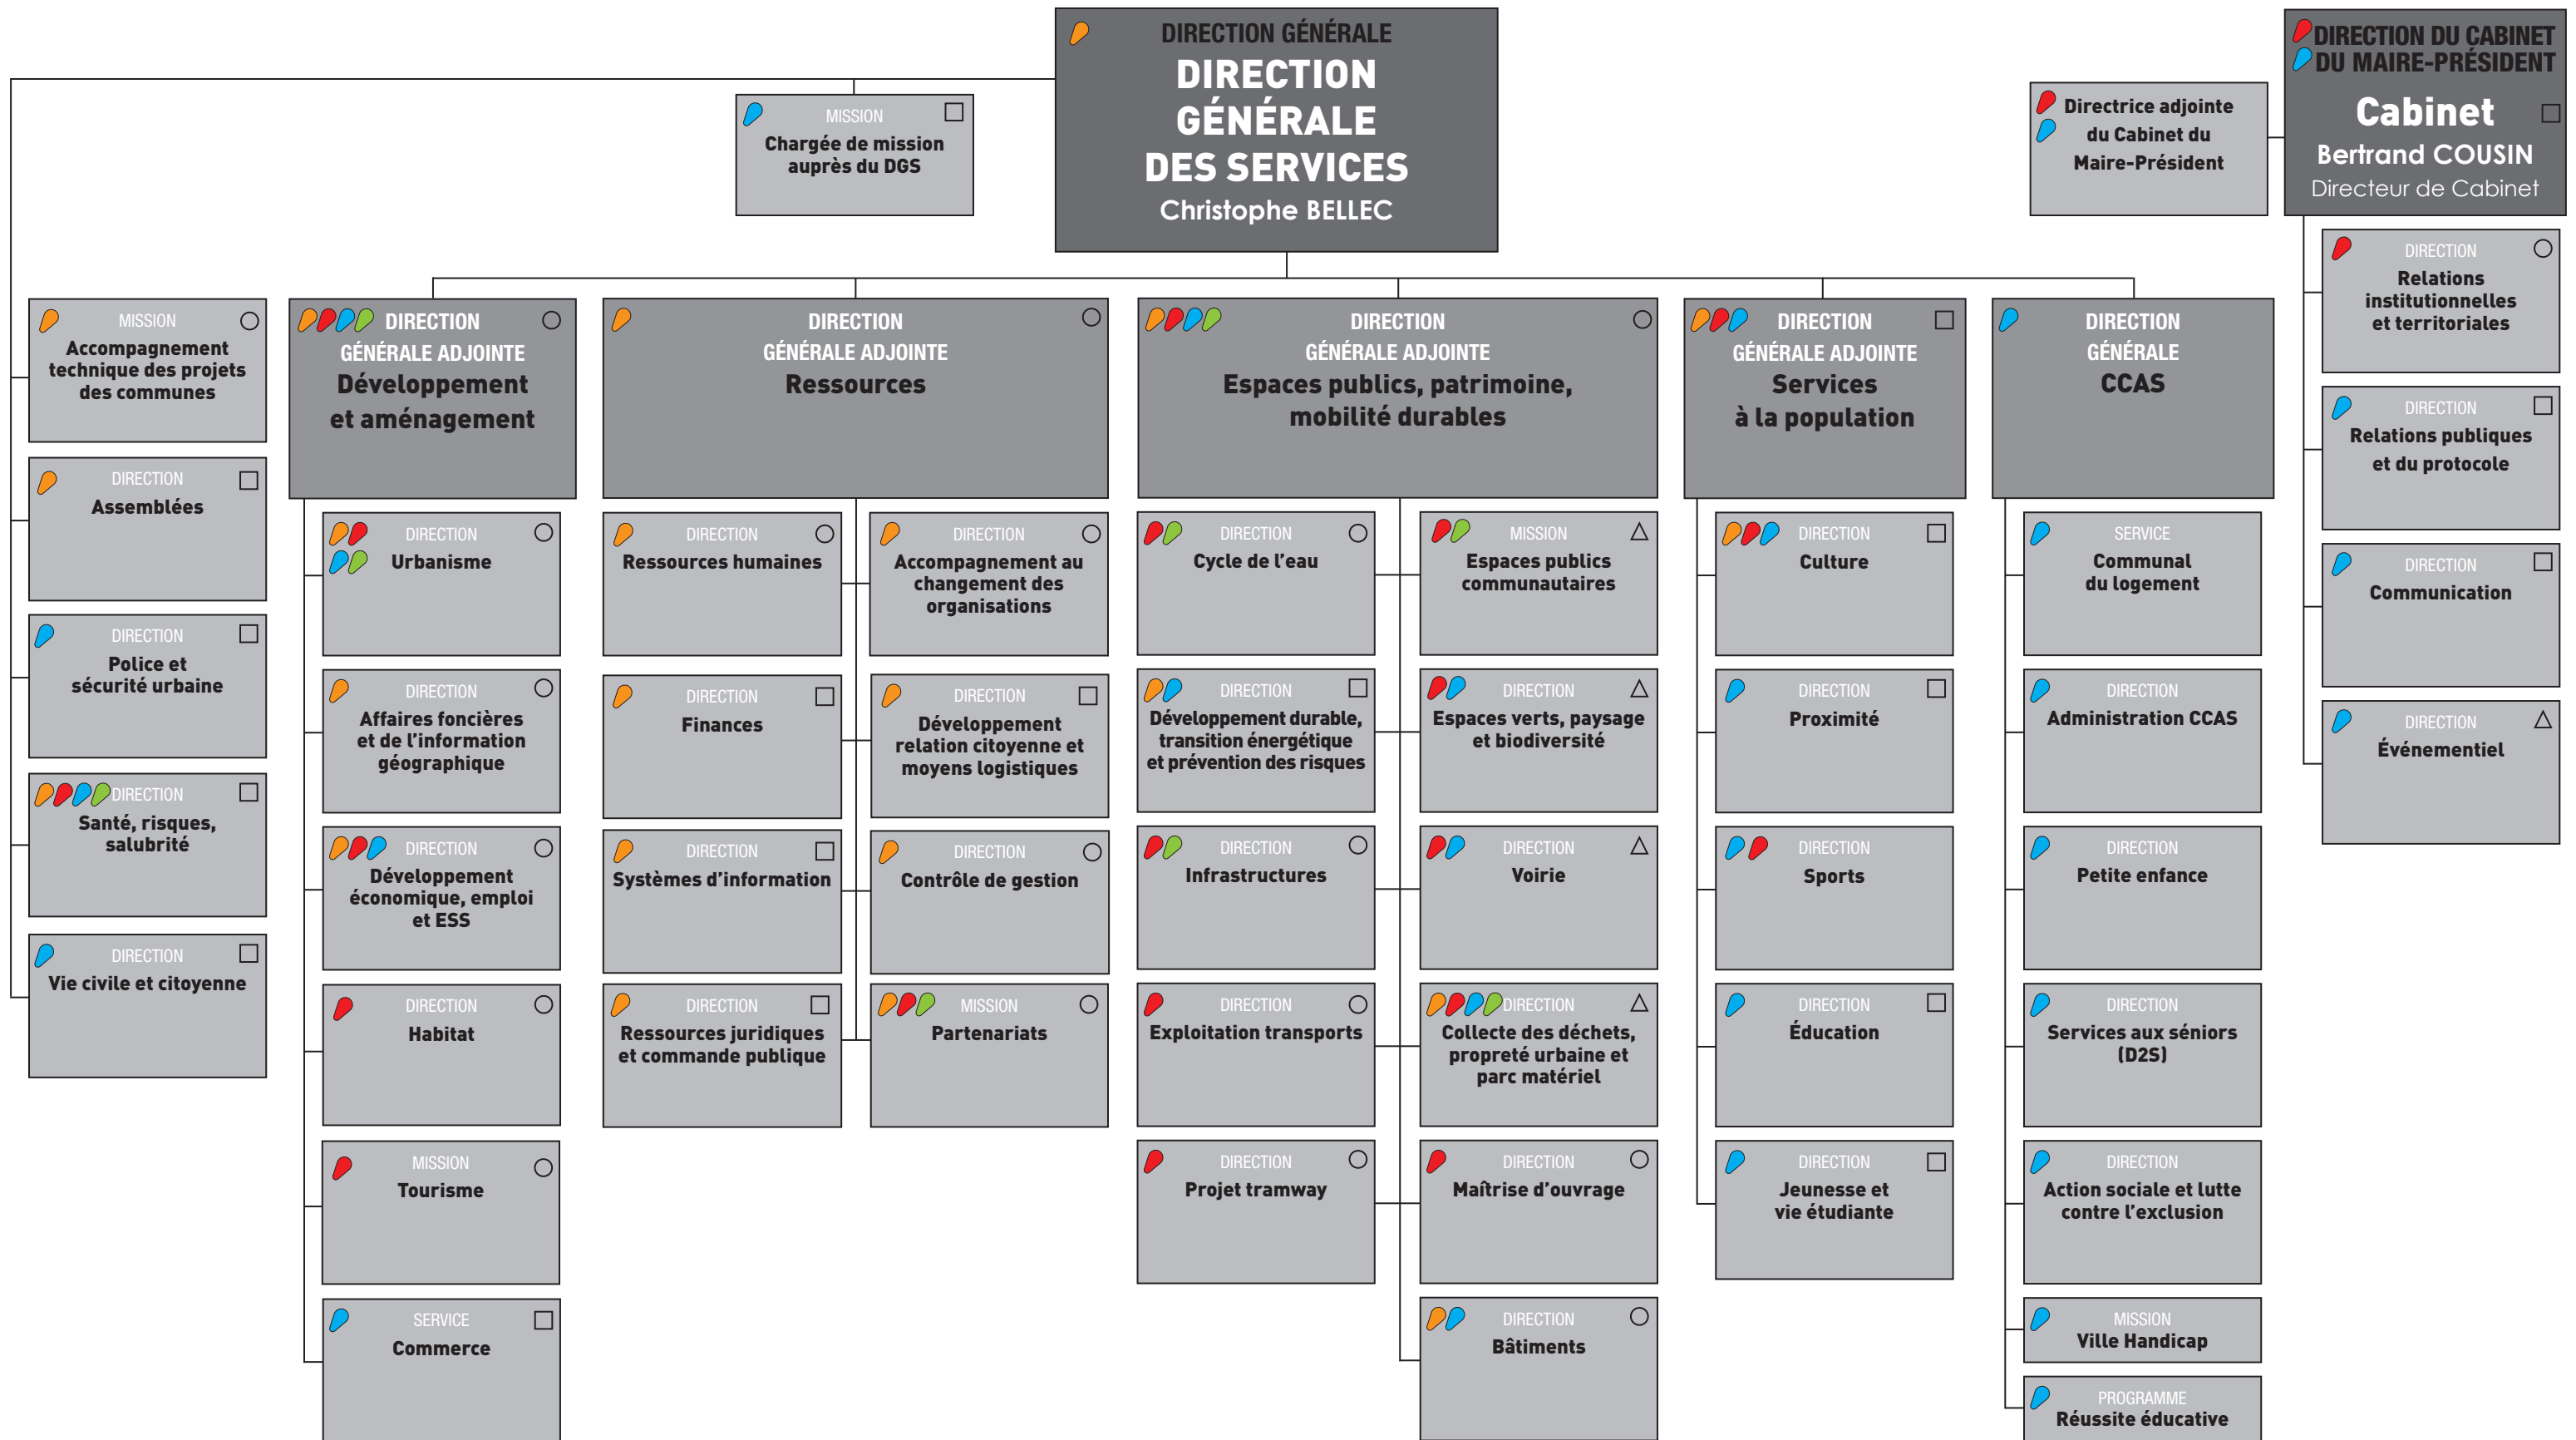 DIRECTION GÉNÉRALE
DIRECTION
GÉNÉRALE
DES SERVICES
Christophe BELLEC
MISSION
Chargée de mission
auprès du DGS
Directrice adjointe
du Cabinet du
Maire-Président
DIRECTION DU CABINET
DU MAIRE-PRÉSIDENT
Cabinet
Bertrand COUSIN
Directeur de Cabinet
MISSION
Accompagnement
technique des projets
des communes
DIRECTION
Assemblées
DIRECTION
Police et
sécurité urbaine
DIRECTION
Santé, risques,
salubrité
DIRECTION
Vie civile et citoyenne
DIRECTION
GÉNÉRALE ADJOINTE
Développement
et aménagement
DIRECTION
Urbanisme
DIRECTION
Affaires foncières
et de l'information
géographique
DIRECTION
Développement
économique, emploi
et ESS
DIRECTION
Habitat
MISSION
Tourisme
SERVICE
Commerce
DIRECTION
GÉNÉRALE ADJOINTE
Ressources
DIRECTION
Ressources humaines
DIRECTION
Accompagnement au
changement des
organisations
DIRECTION
Finances
DIRECTION
Développement
relation citoyenne et
moyens logistiques
DIRECTION
Systèmes d'information
DIRECTION
Contrôle de gestion
DIRECTION
Ressources juridiques
et commande publique
MISSION
Partenariats
DIRECTION
GÉNÉRALE ADJOINTE
Espaces publics, patrimoine,
mobilité durables
DIRECTION
Cycle de l'eau
MISSION
Espaces publics
communautaires
DIRECTION
Développement durable,
transition énergétique
et prévention des risques
DIRECTION
Espaces verts, paysage
et biodiversité
DIRECTION
Infrastructures
DIRECTION
Voirie
DIRECTION
Exploitation transports
DIRECTION
Collecte des déchets,
propreté urbaine et
parc matériel
DIRECTION
Projet tramway
DIRECTION
Maîtrise d'ouvrage
DIRECTION
Bâtiments
DIRECTION
GÉNÉRALE ADJOINTE
Services
à la population
DIRECTION
Culture
DIRECTION
Proximité
DIRECTION
Sports
DIRECTION
Éducation
DIRECTION
Jeunesse et
vie étudiante
DIRECTION
GÉNÉRALE
CCAS
SERVICE
Communal
du logement
DIRECTION
Administration CCAS
DIRECTION
Petite enfance
DIRECTION
Services aux séniors
(D2S)
DIRECTION
Action sociale et lutte
contre l'exclusion
MISSION
Ville Handicap
PROGRAMME
Réussite éducative
DIRECTION
Relations
institutionnelles
et territoriales
DIRECTION
Relations publiques
et du protocole
DIRECTION
Communication
DIRECTION
Événementiel